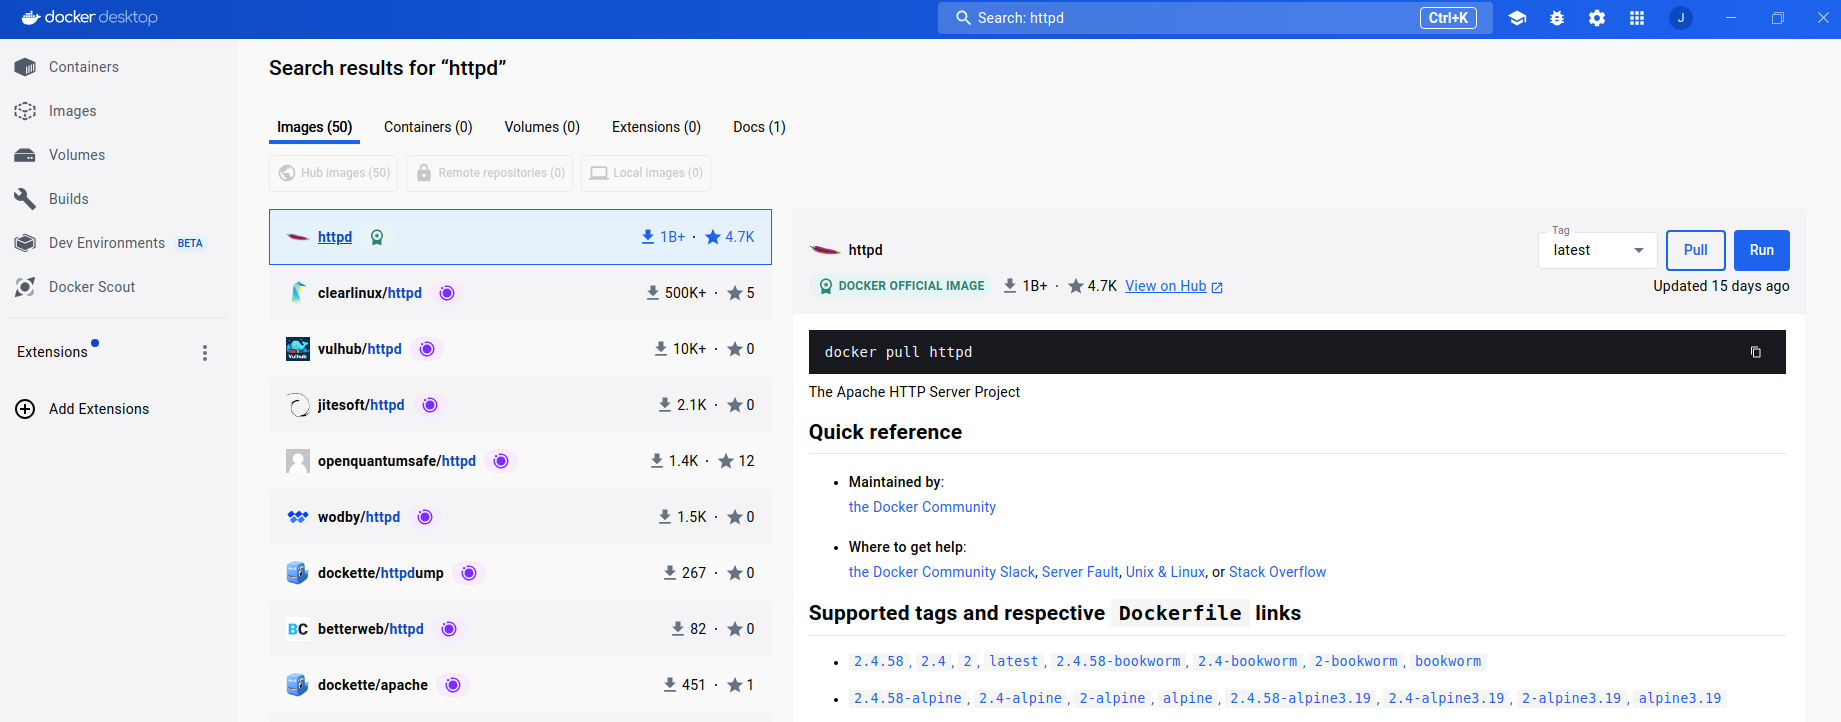 docker desktop
Search: httpd
Ctrl+K
J
Containers
Images
Volumes
Builds
Dev Environments BETA
Docker Scout
Extensions
Add Extensions
Search results for “httpd”
Images (50) Containers (0) Volumes (0) Extensions (0) Docs (1)
Hub images (50) Remote repositories (0) Local images (0)
httpd 1B+ · 4.7K
clearlinux/httpd 500K+ · 5
Vulhub vulhub/httpd 10K+ · 0
jitesoft/httpd 2.1K · 0
openquantumsafe/httpd 1.4K · 12
wodby/httpd 1.5K · 0
dockette/httpdump 267 · 0
BC betterweb/httpd 82 · 0
dockette/apache 451 · 1
httpd
Tag
latest
Pull
Run
DOCKER OFFICIAL IMAGE 1B+ · 4.7K View on Hub
Updated 15 days ago
docker pull httpd
The Apache HTTP Server Project
Quick reference
• Maintained by:
the Docker Community
• Where to get help:
the Docker Community Slack, Server Fault, Unix & Linux, or Stack Overflow
Supported tags and respective Dockerfile links
• 2.4.58, 2.4, 2, latest, 2.4.58-bookworm, 2.4-bookworm, 2-bookworm, bookworm
• 2.4.58-alpine, 2.4-alpine, 2-alpine, alpine, 2.4.58-alpine3.19, 2.4-alpine3.19, 2-alpine3.19, alpine3.19